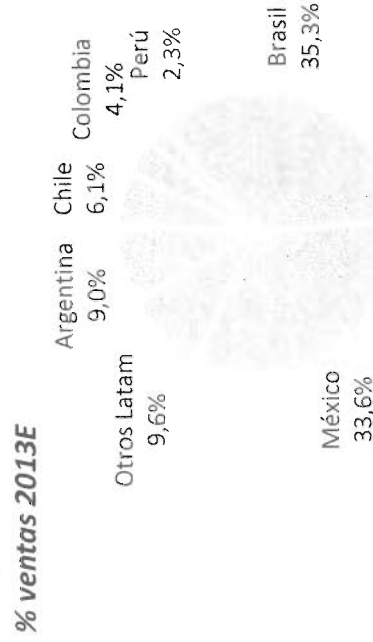 % ventas 2013E
Argentina
9,0%
Chile
6,1%
Colombia
4,1%
Perú
2,3%
Otros Latam
9,6%
Brasil
35,3%
México
33,6%